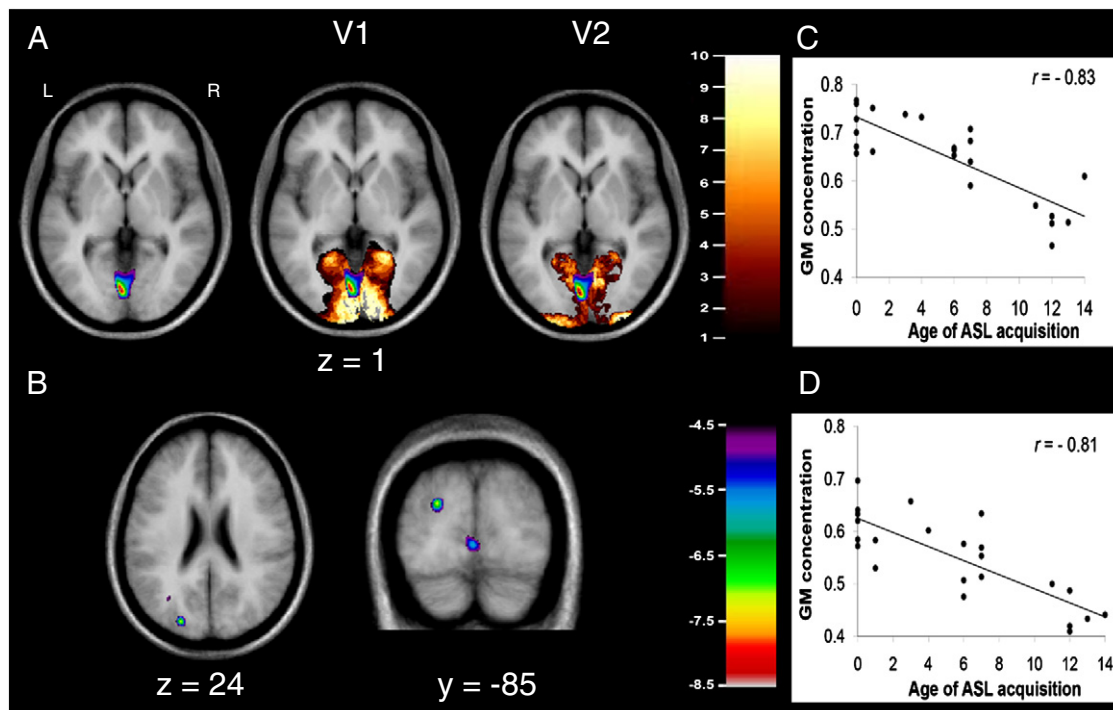 A
V1
V2
L
R
10
9
8
7
6
5
4
3
2
1
z = 1
C
r = - 0.83
GM concentration
0.8
0.7
0.6
0.5
0.4
0 2 4 6 8 10 12 14
Age of ASL acquisition
B
z = 24
y = -85
-4.5
-5.5
-6.5
-7.5
-8.5
D
r = - 0.81
GM concentration
0.8
0.7
0.6
0.5
0.4
0 2 4 6 8 10 12 14
Age of ASL acquisition